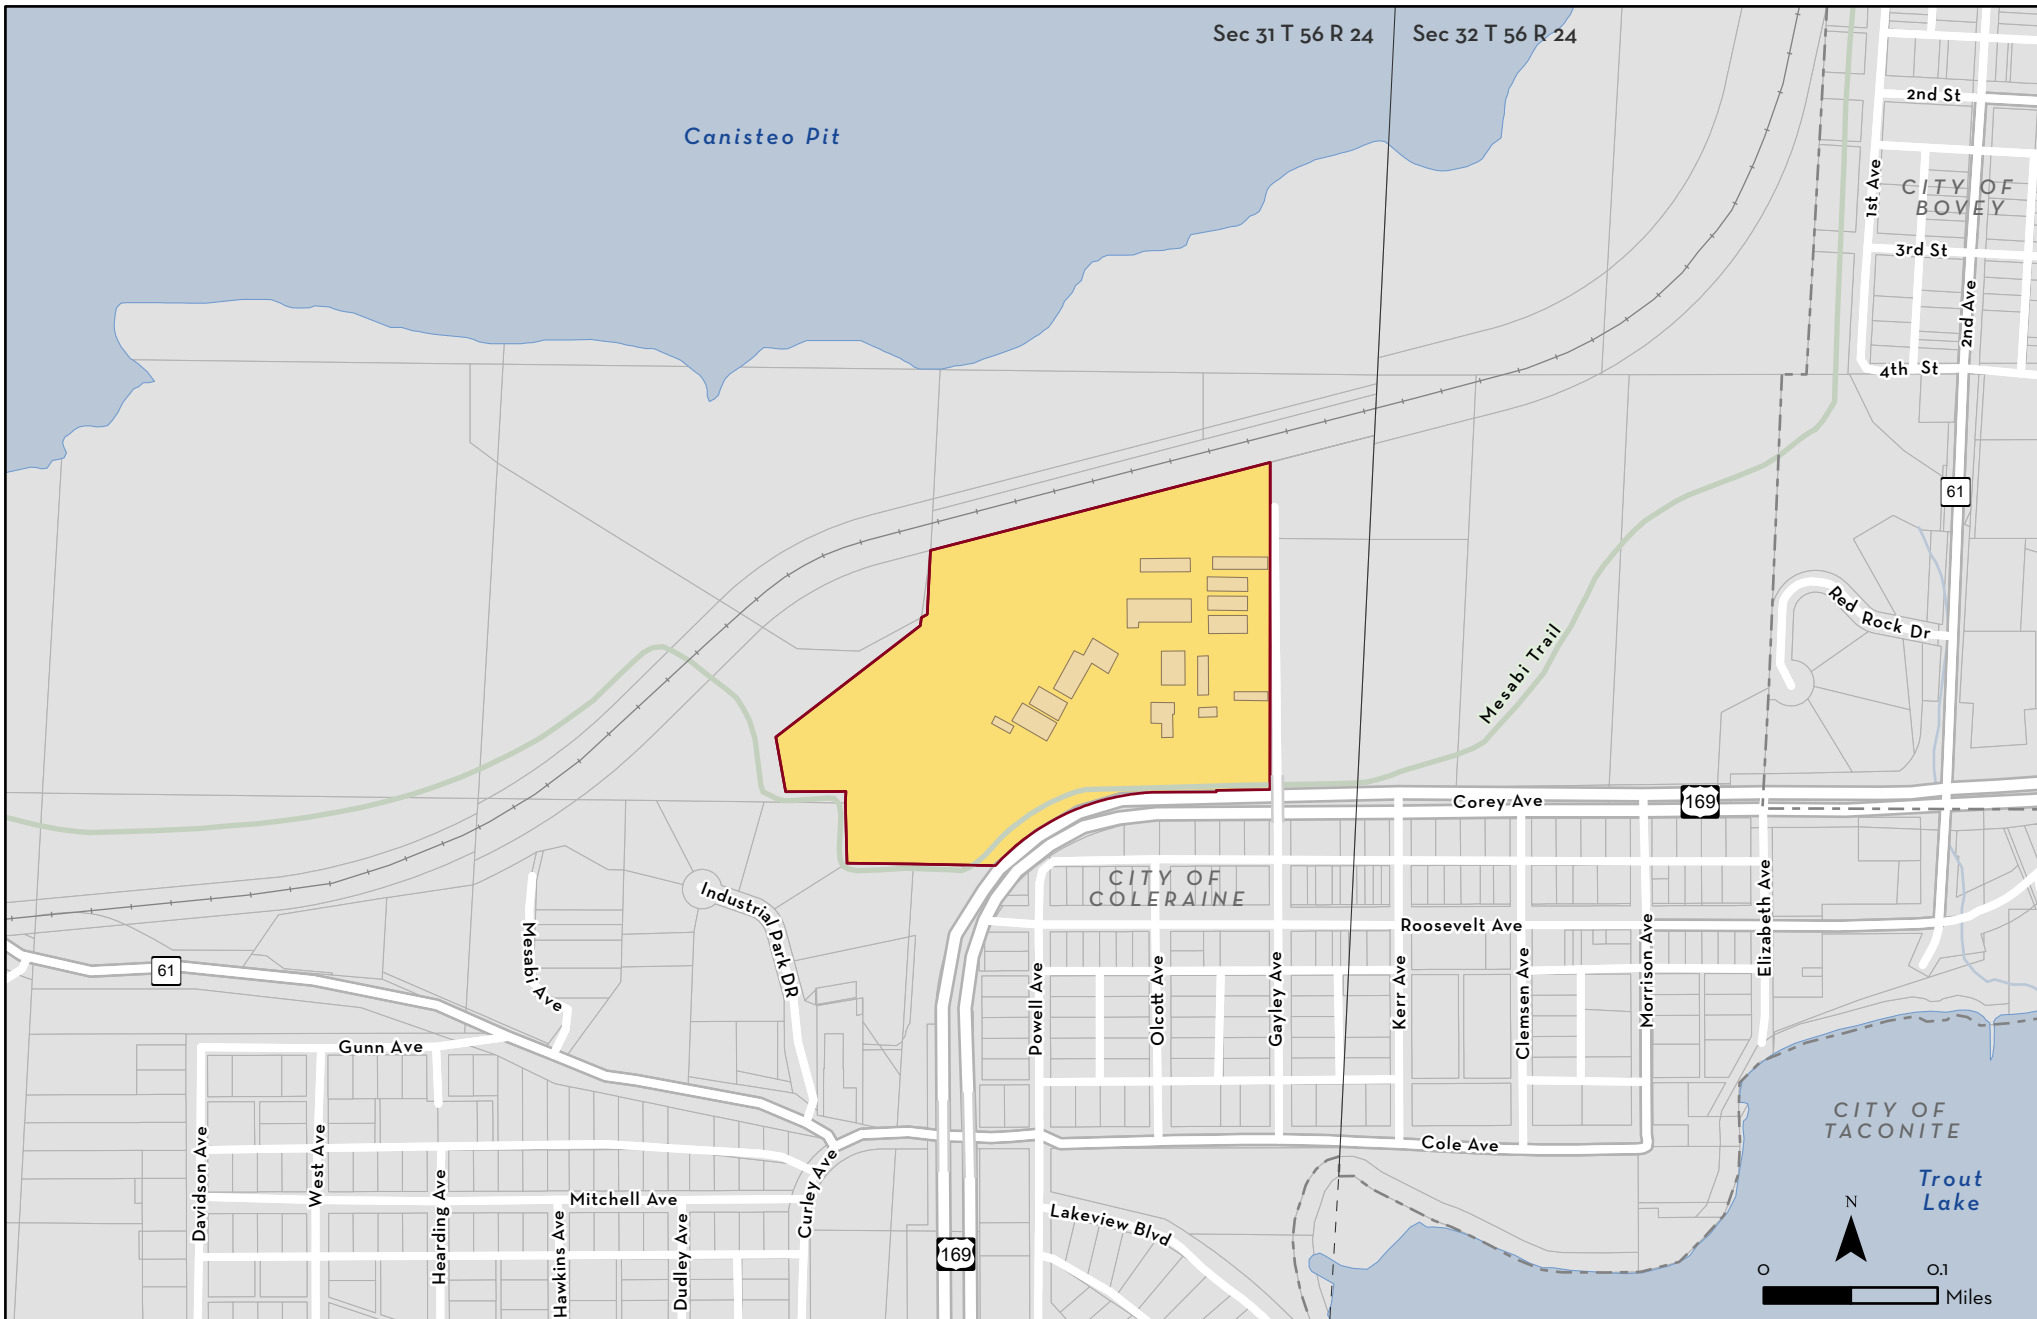 Sec 31 T 56 R 24
Sec 32 T 56 R 24
Canisteo Pit
2nd St
1st Ave
CITY OF
BOVEY
3rd St
2nd Ave
4th St
61
Red Rock Dr
Mesabi Trail
Corey Ave
169
CITY OF
COLERAINE
Industrial Park DR
Mesabi Ave
61
Roosevelt Ave
Elizabeth Ave
Powell Ave
Olcott Ave
Gayley Ave
Kerr Ave
Clemsen Ave
Morrison Ave
Gunn Ave
Cole Ave
CITY OF
TACONITE
Davidson Ave
West Ave
Hearding Ave
Mitchell Ave
Hawkins Ave
Dudley Ave
Curley Ave
169
Lakeview Blvd
Trout
Lake
N
0 0.1
Miles